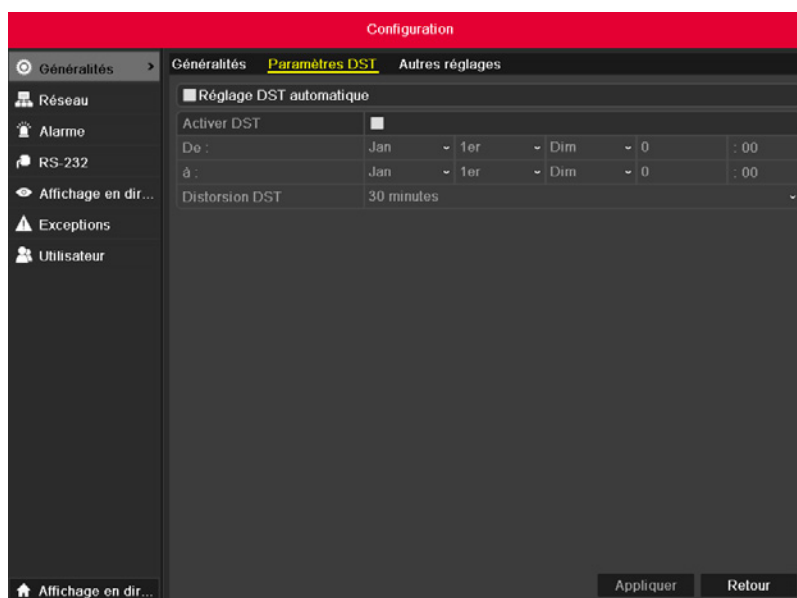 Configuration
Généralités >
Réseau
Alarme
RS-232
Affichage en dir...
Exceptions
Utilisateur
Affichage en dir...
Généralités Paramètres DST Autres réglages
Réglage DST automatique
Activer DST
De : Jan 1er Dim 0 : 00
à : Jan 1er Dim 0 : 00
Distorsion DST 30 minutes
Appliquer Retour